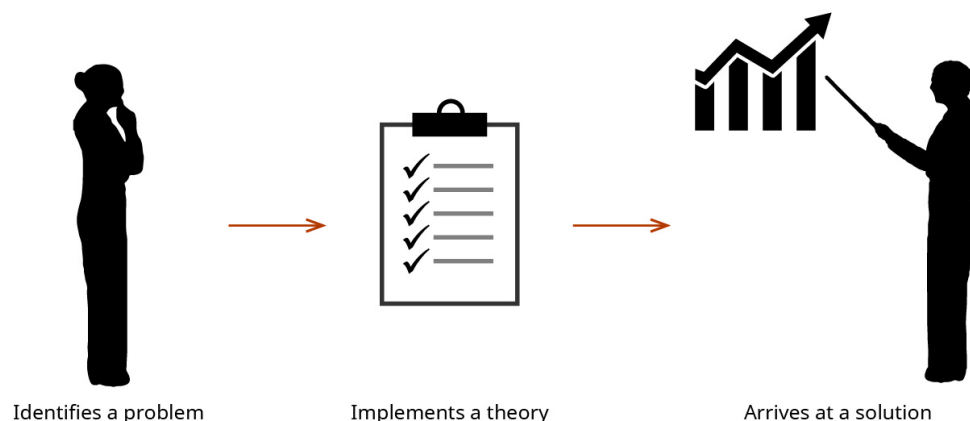 Identifies a problem
Implements a theory
Arrives at a solution